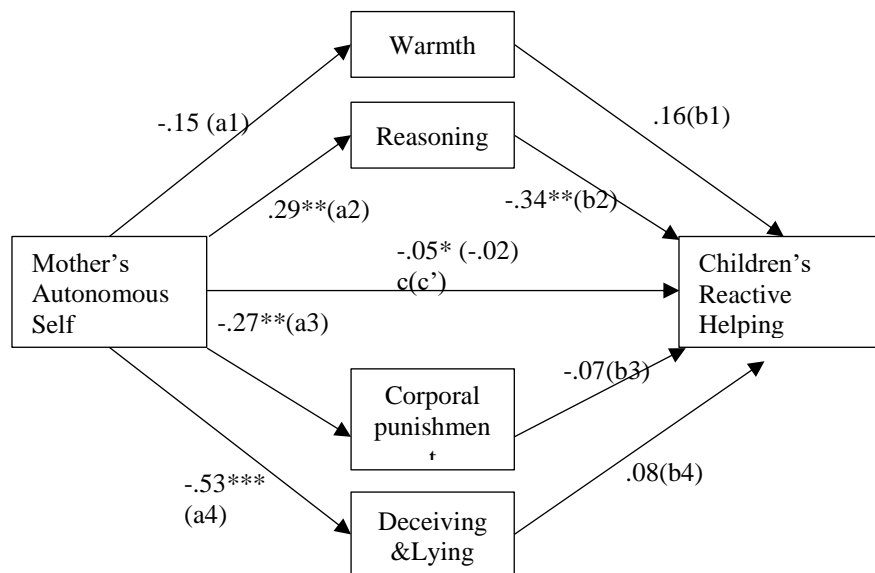 Warmth
-.15 (a1)
.16(b1)
Reasoning
.29**(a2)
-.34**(b2)
Mother's
Autonomous
Self
-.05* (-.02)
c(c')
Children's
Reactive
Helping
-.27**(a3)
-.07(b3)
Corporal
punishmen
t
-.53***
(a4)
.08(b4)
Deceiving
&Lying